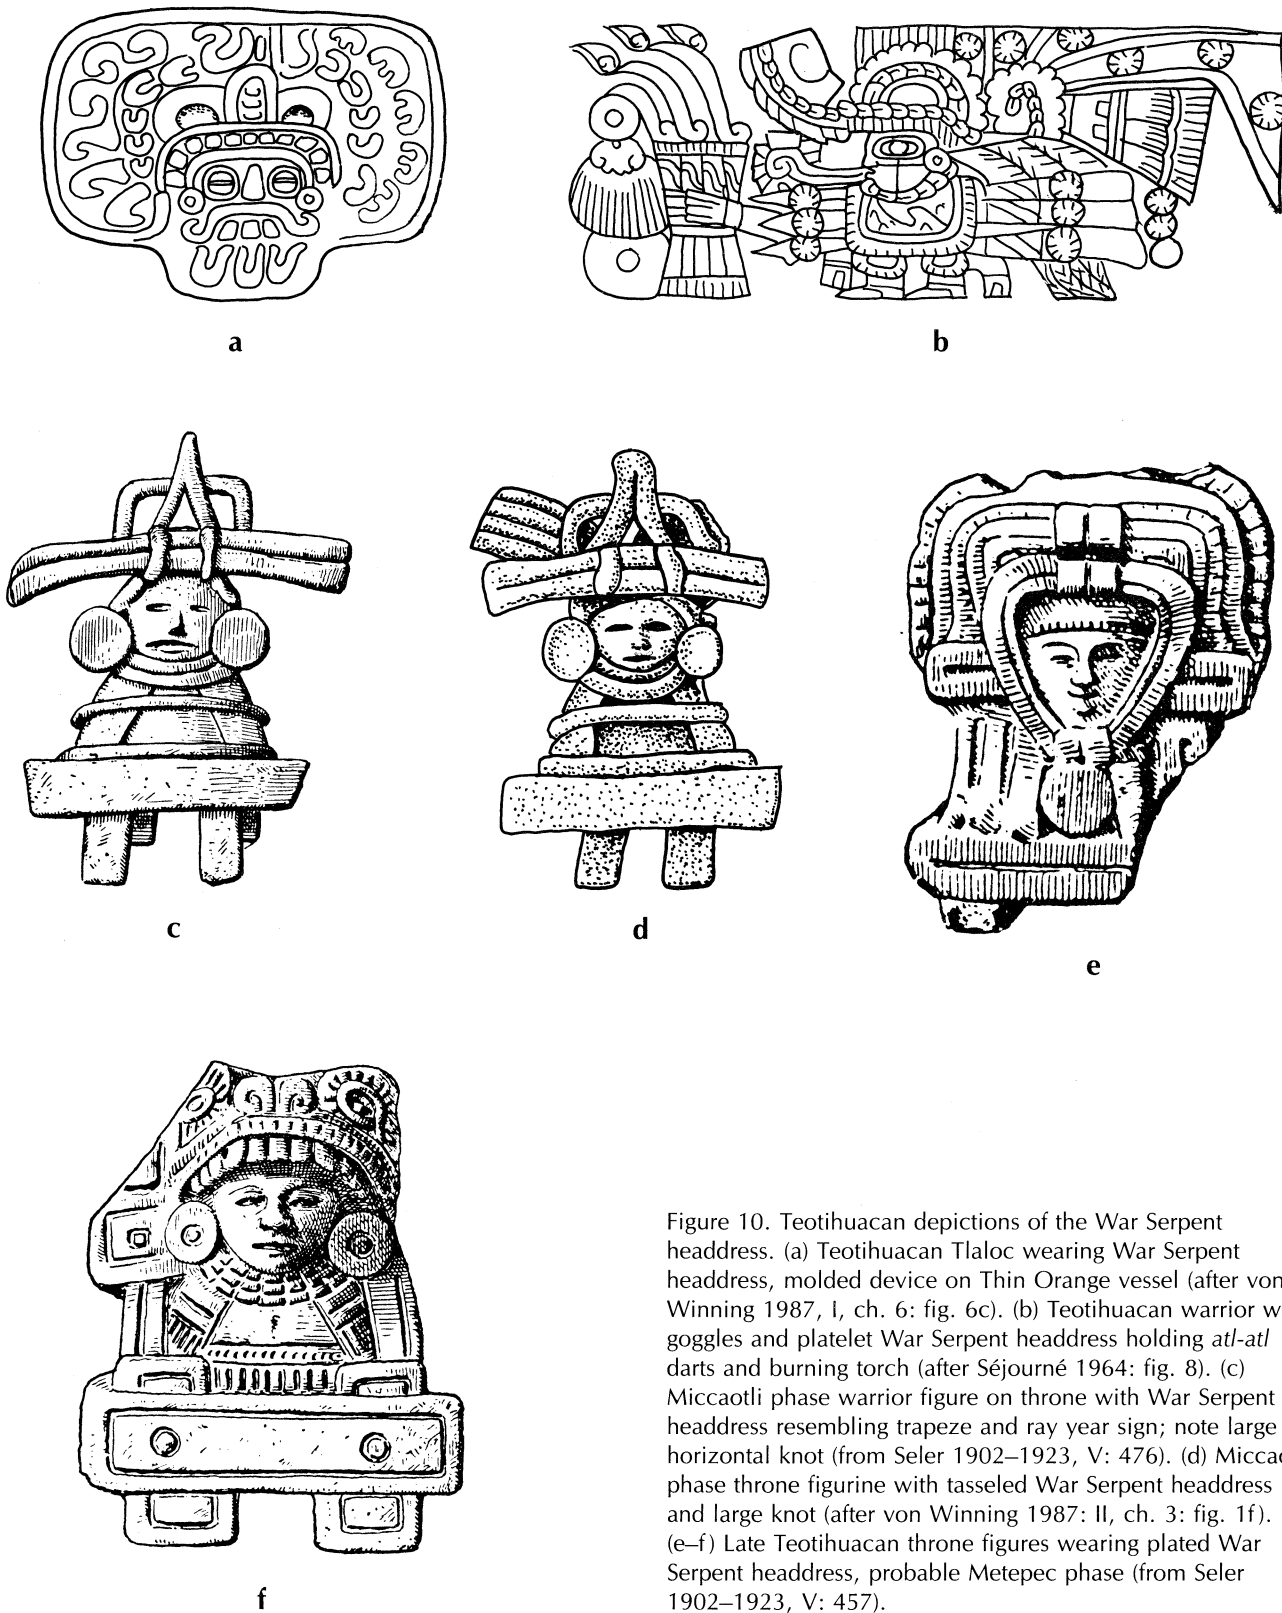 a
b
c
d
e
f
Figure 10. Teotihuacan depictions of the War Serpent
headdress. (a) Teotihuacan Tlaloc wearing War Serpent
headdress, molded device on Thin Orange vessel (after von
Winning 1987, I, ch. 6: fig. 6c). (b) Teotihuacan warrior w
goggles and platelet War Serpent headdress holding atl-atl
darts and burning torch (after Séjourné 1964: fig. 8). (c)
Miccaotli phase warrior figure on throne with War Serpent
headdress resembling trapeze and ray year sign; note large
horizontal knot (from Seler 1902–1923, V: 476). (d) Miccao
phase throne figurine with tasseled War Serpent headdress
and large knot (after von Winning 1987: II, ch. 3: fig. 1f).
(e–f) Late Teotihuacan throne figures wearing plated War
Serpent headdress, probable Metepec phase (from Seler
1902–1923, V: 457).